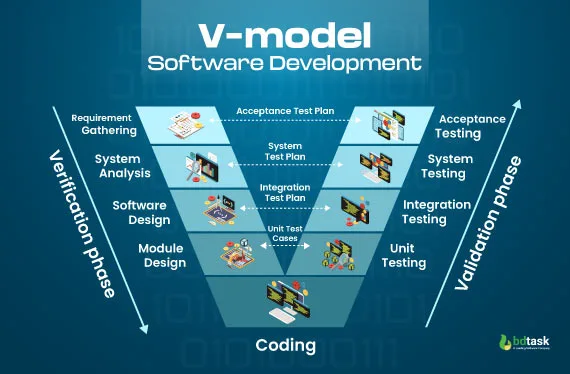 V-model
Software Development
Requirement
Gathering
Acceptance Test Plan
Acceptance
Testing
System
Analysis
System
Test Plan
System
Testing
Software
Design
Integration
Test Plan
Integration
Testing
Module
Design
Unit Test
Cases
Unit
Testing
Verification phase
Validation phase
Coding
bdtask